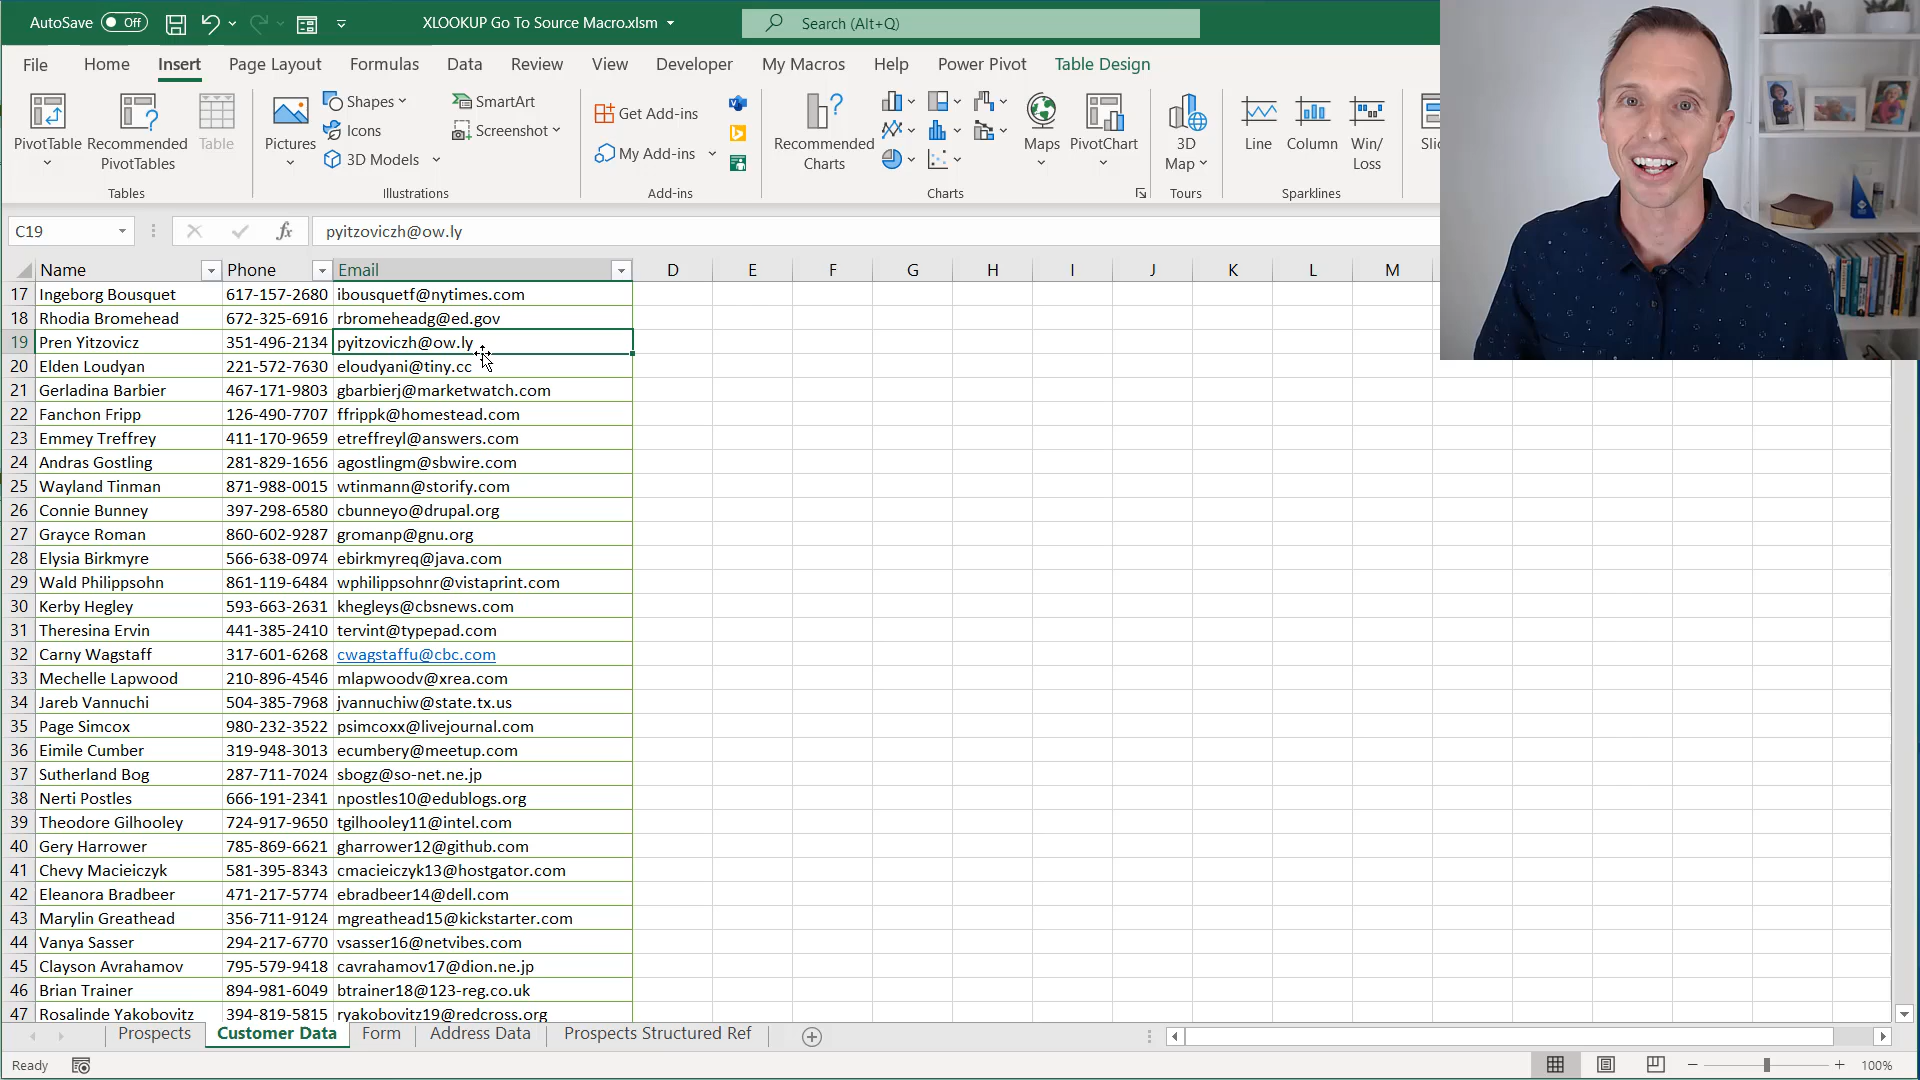 AutoSave Off
XLOOKUP Go To Source Macro.xlsm
Search (Alt+Q)
File Home Insert Page Layout Formulas Data Review View Developer My Macros Help Power Pivot Table Design
PivotTable
Recommended PivotTables
Table
Tables
Pictures
Shapes
Icons
3D Models
SmartArt
Screenshot
Illustrations
Get Add-ins
My Add-ins
Add-ins
Recommended Charts
Maps
PivotChart
Charts
3D Map
Tours
Line
Column
Win/Loss
Sparklines
Slic
C19
fx
pyitzoviczh@ow.ly
Name Phone Email D E F G H I J K L M
17 Ingeborg Bousquet 617-157-2680 ibousquetf@nytimes.com
18 Rhodia Bromehead 672-325-6916 rbromeheadg@ed.gov
19 Pren Yitzovicz 351-496-2134 pyitzoviczh@ow.ly
20 Elden Loudyan 221-572-7630 eloudyani@tiny.cc
21 Gerladina Barbier 467-171-9803 gbarbierj@marketwatch.com
22 Fanchon Fripp 126-490-7707 ffrippk@homestead.com
23 Emmey Treffrey 411-170-9659 etreffreyl@answers.com
24 Andras Gostling 281-829-1656 agostlingm@sbwire.com
25 Wayland Tinman 871-988-0015 wtinmann@storify.com
26 Connie Bunney 397-298-6580 cbunneyo@drupal.org
27 Grayce Roman 860-602-9287 gromanp@gnu.org
28 Elysia Birkmyre 566-638-0974 ebirkmyreq@java.com
29 Wald Philippsohn 861-119-6484 wphilippsohnr@vistaprint.com
30 Kerby Hegley 593-663-2631 khegleys@cbsnews.com
31 Theresina Ervin 441-385-2410 tervint@typepad.com
32 Carny Wagstaff 317-601-6268 cwagstaffu@cbc.com
33 Mechelle Lapwood 210-896-4546 mlapwoodv@xrea.com
34 Jareb Vannuchi 504-385-7968 jvannuchiw@state.tx.us
35 Page Simcox 980-232-3522 psimcoxx@livejournal.com
36 Eimile Cumber 319-948-3013 ecumbery@meetup.com
37 Sutherland Bog 287-711-7024 sbogz@so-net.ne.jp
38 Nerti Postles 666-191-2341 npostles10@edublogs.org
39 Theodore Gilhooley 724-917-9650 tgilhooley11@intel.com
40 Gery Harrower 785-869-6621 gharrower12@github.com
41 Chevy Macieiczyk 581-395-8343 cmacieiczyk13@hostgator.com
42 Eleanora Bradbeer 471-217-5774 ebradbeer14@dell.com
43 Marylin Greathead 356-711-9124 mgreathead15@kickstarter.com
44 Vanya Sasser 294-217-6770 vsasser16@netvibes.com
45 Clayson Avrahamov 795-579-9418 cavrahamov17@dion.ne.jp
46 Brian Trainer 894-981-6049 btrainer18@123-reg.co.uk
47 Rosalinde Yakobovitz 394-819-5815 ryakobovitz19@redcross.org
Prospects Customer Data Form Address Data Prospects Structured Ref
Ready
100%